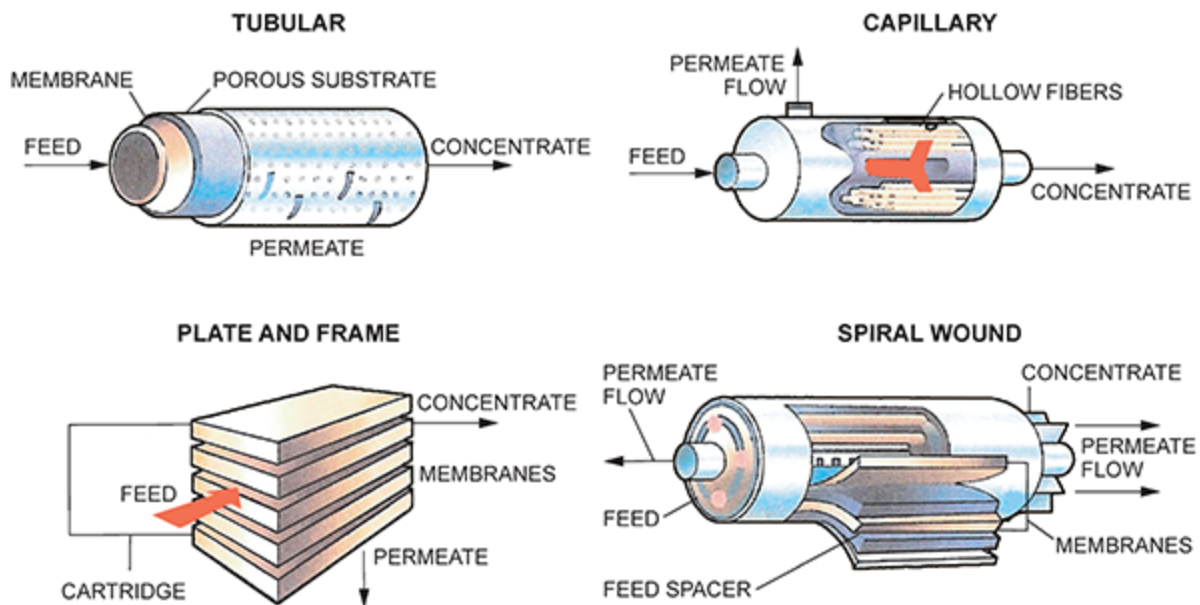 TUBULAR
MEMBRANE
POROUS SUBSTRATE
FEED
CONCENTRATE
PERMEATE
CAPILLARY
PERMEATE
FLOW
HOLLOW FIBERS
FEED
CONCENTRATE
PLATE AND FRAME
CONCENTRATE
MEMBRANES
FEED
PERMEATE
CARTRIDGE
SPIRAL WOUND
PERMEATE
FLOW
CONCENTRATE
PERMEATE
FLOW
FEED
MEMBRANES
FEED SPACER